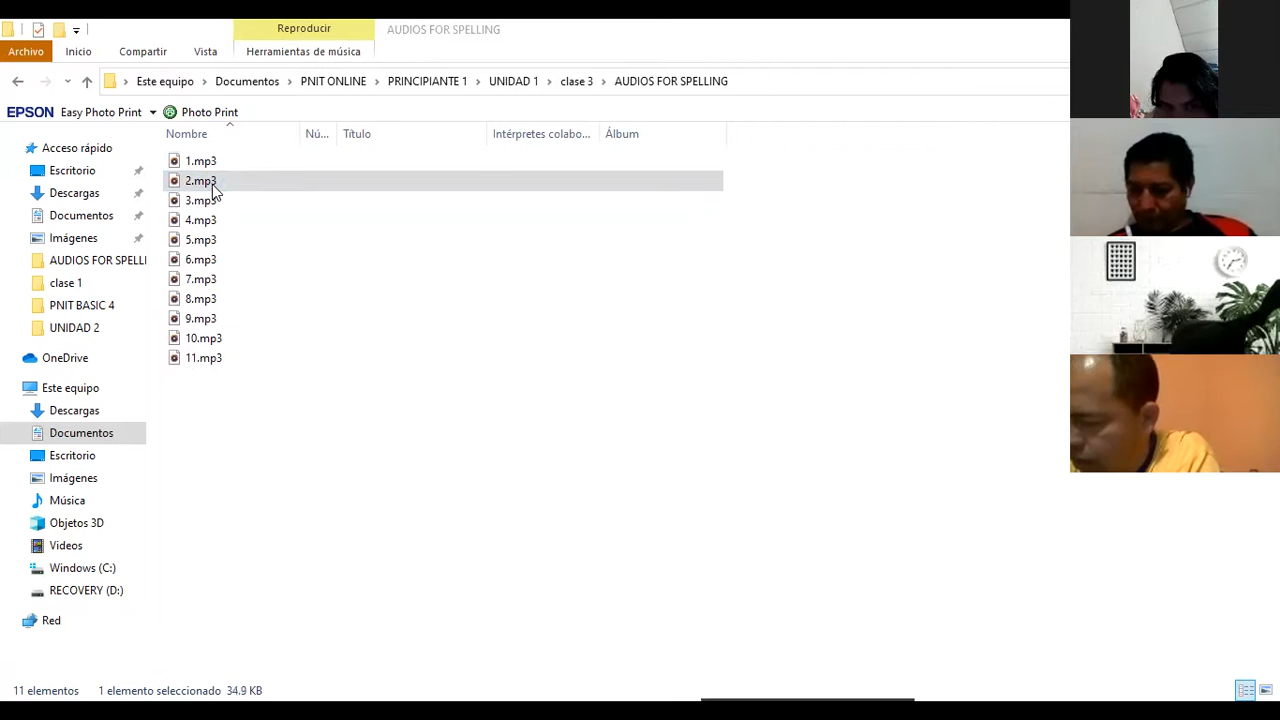 Reproducir
AUDIOS FOR SPELLING
Archivo
Inicio
Compartir
Vista
Herramientas de música
Este equipo > Documentos > PNIT ONLINE > PRINCIPIANTE 1 > UNIDAD 1 > clase 3 > AUDIOS FOR SPELLING
EPSON Easy Photo Print
Photo Print
Nombre
Nú...
Título
Intérpretes colabo...
Álbum
Acceso rápido
Escritorio
Descargas
Documentos
Imágenes
AUDIOS FOR SPELLI
clase 1
PNIT BASIC 4
UNIDAD 2
OneDrive
Este equipo
Descargas
Documentos
Escritorio
Imágenes
Música
Objetos 3D
Videos
Windows (C:)
RECOVERY (D:)
Red
1.mp3
2.mp3
3.mp3
4.mp3
5.mp3
6.mp3
7.mp3
8.mp3
9.mp3
10.mp3
11.mp3
11 elementos
1 elemento seleccionado 34.9 KB